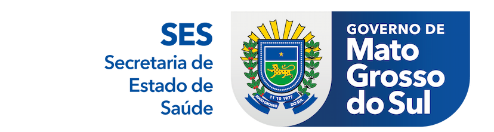 SES
Secretaria de
Estado de
Saúde
GOVERNO DE
Mato
Grosso
do Sul